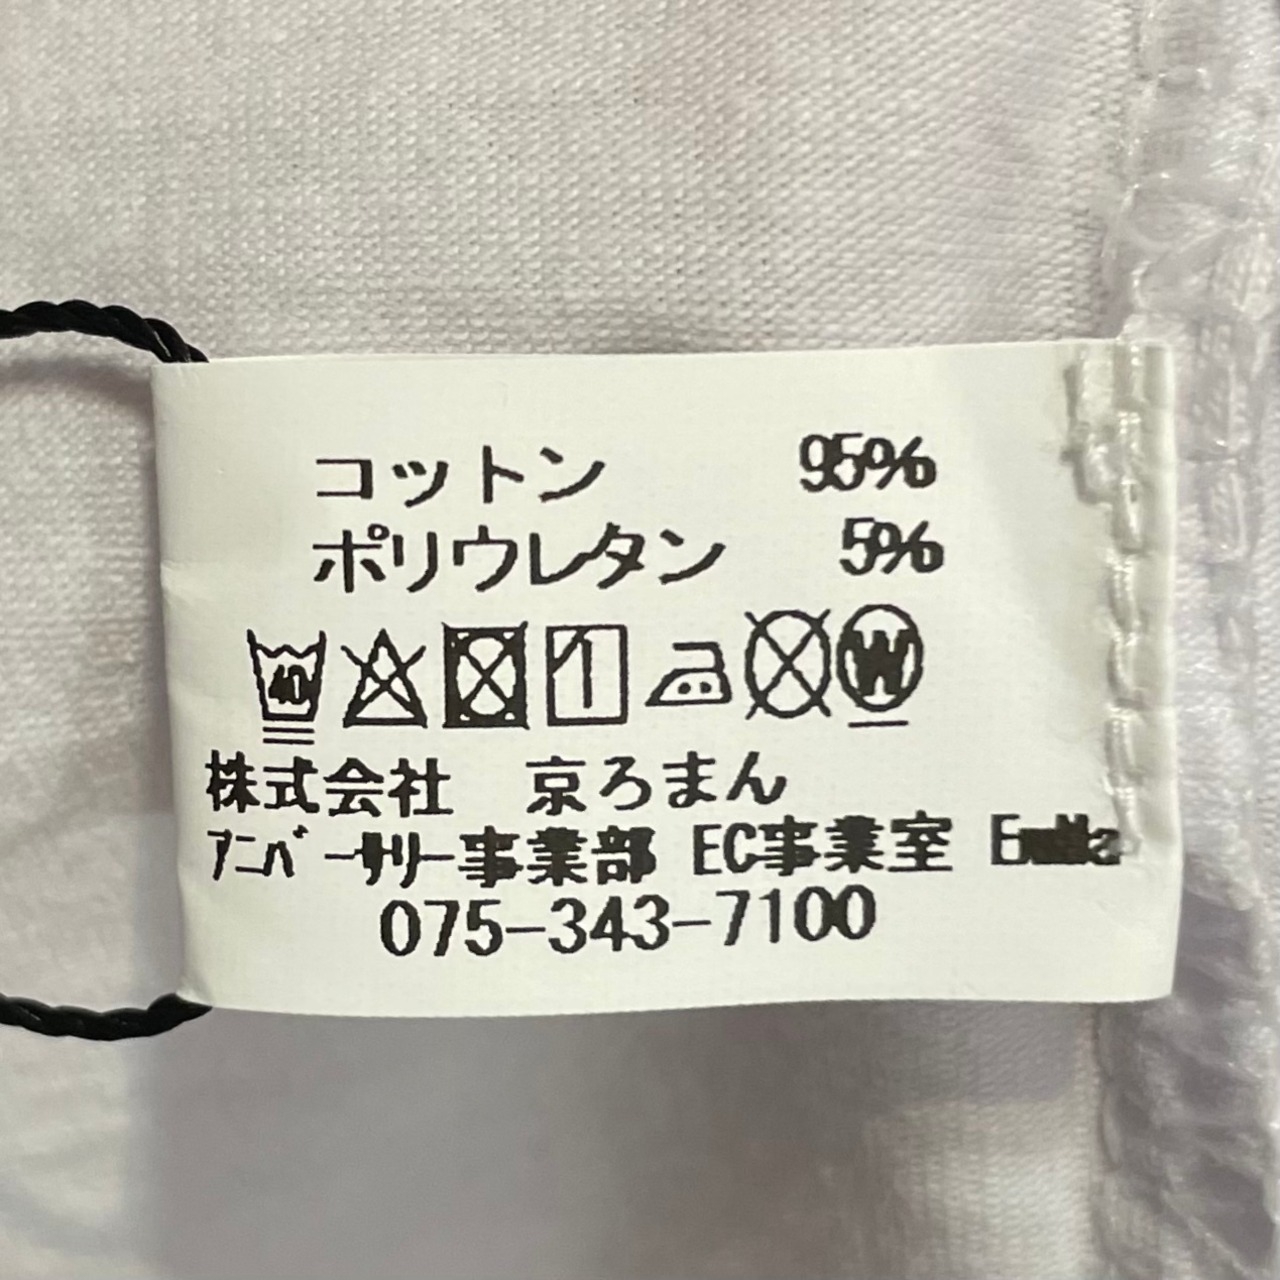 コットン 95%
ポリウレタン 5%
40 W
株式会社 京ろまん
ｱﾆﾊﾞｰｻﾘｰ事業部 EC事業室
075-343-7100